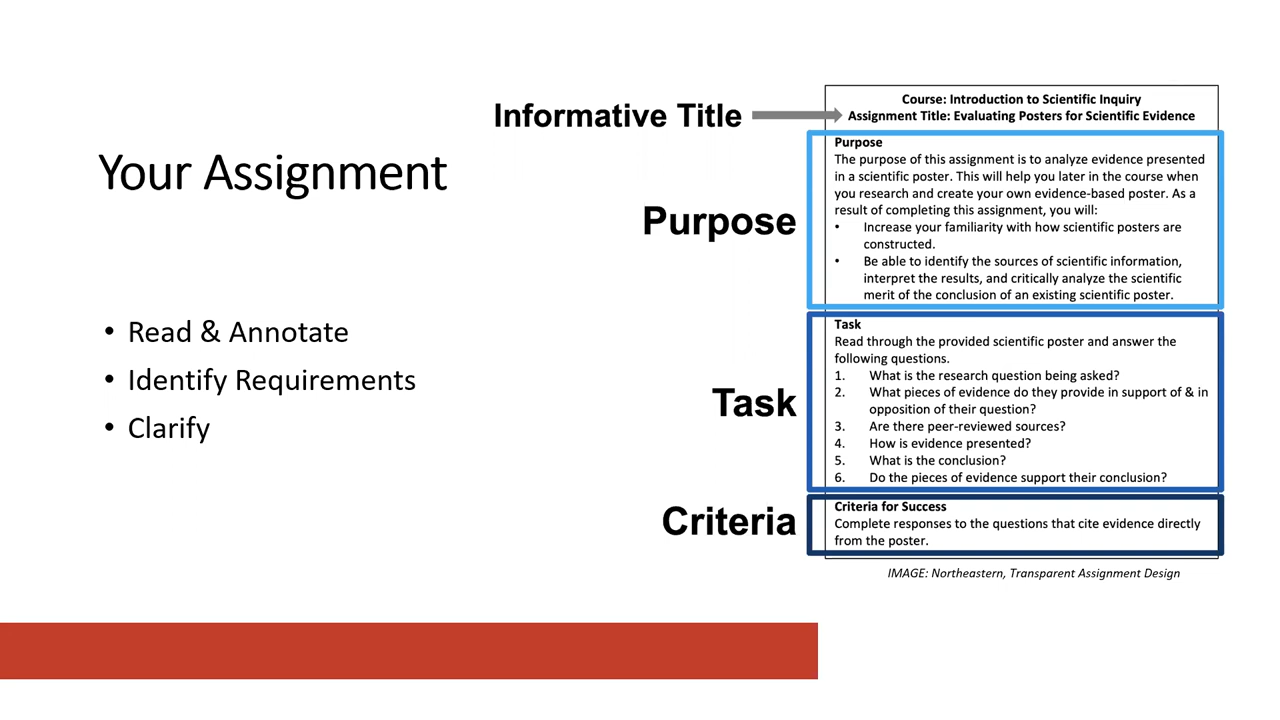 Your Assignment
• Read & Annotate
• Identify Requirements
• Clarify
Informative Title
Purpose
Task
Criteria
Course: Introduction to Scientific Inquiry
Assignment Title: Evaluating Posters for Scientific Evidence
Purpose
The purpose of this assignment is to analyze evidence presented
in a scientific poster. This will help you later in the course when
you research and create your own evidence-based poster. As a
result of completing this assignment, you will:
• Increase your familiarity with how scientific posters are
constructed.
• Be able to identify the sources of scientific information,
interpret the results, and critically analyze the scientific
merit of the conclusion of an existing scientific poster.
Task
Read through the provided scientific poster and answer the
following questions.
1. What is the research question being asked?
2. What pieces of evidence do they provide in support of & in
opposition of their question?
3. Are there peer-reviewed sources?
4. How is evidence presented?
5. What is the conclusion?
6. Do the pieces of evidence support their conclusion?
Criteria for Success
Complete responses to the questions that cite evidence directly
from the poster.
IMAGE: Northeastern, Transparent Assignment Design